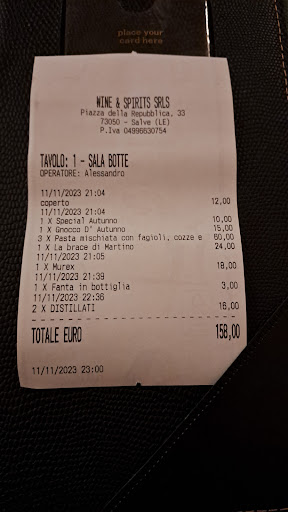 place your
card here
WINE & SPIRITS SRLS
Piazza della Repubblica, 33
73050 - Salve (LE)
P.Iva 04996630754
TAVOLO: 1 - SALA BOTTE
OPERATORE: Alessandro
11/11/2023 21:04
coperto 12,00
11/11/2023 21:04
1 X Special Autunno 10,00
1 X Gnocco D' Autunno 15,00
3 X Pasta mischiata con fagioli, cozze e 60,00
1 X La brace di Martino 24,00
11/11/2023 21:05
1 X Murex 18,00
11/11/2023 21:39
1 X Fanta in bottiglia 3,00
11/11/2023 22:36
2 X DISTILLATI 16,00
TOTALE EURO 158,00
11/11/2023 23:00